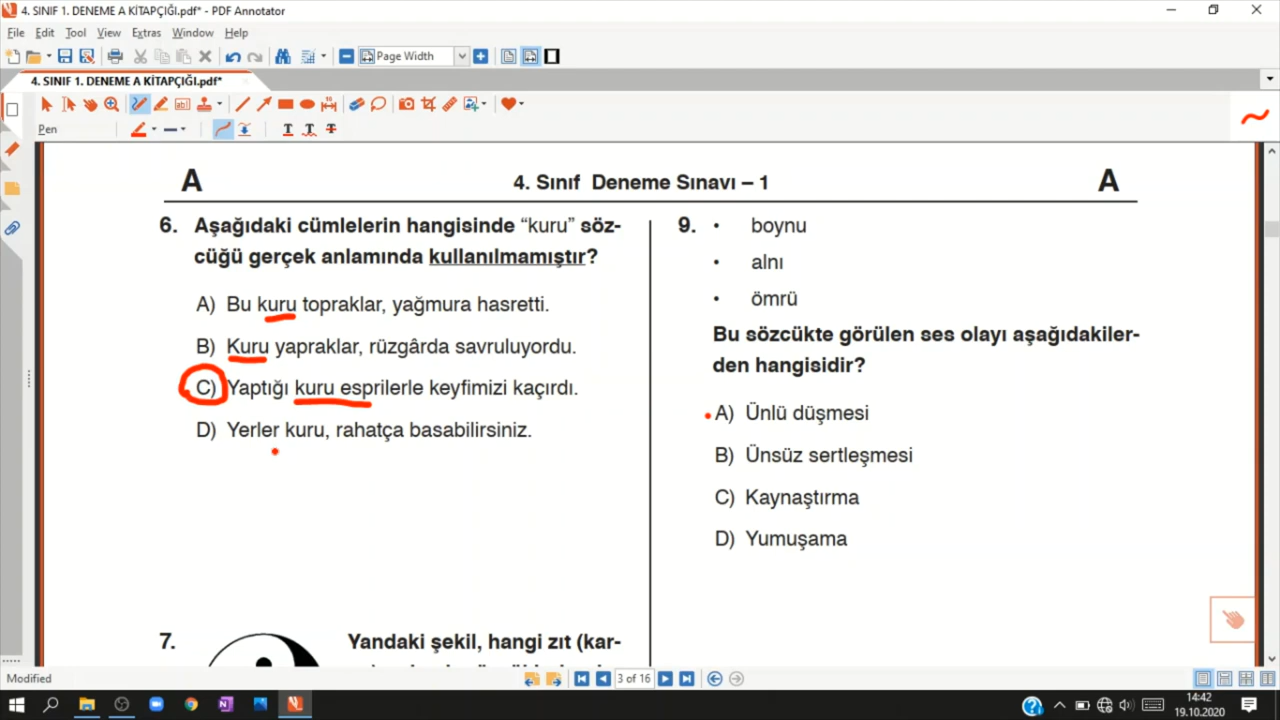 4. SINIF 1. DENEME A KİTAPÇIĞI.pdf* - PDF Annotator
File Edit Tool View Extras Window Help
Page Width
4. SINIF 1. DENEME A KİTAPÇIĞI.pdf*
Pen
A 4. Sınıf Deneme Sınavı – 1 A
6. Aşağıdaki cümlelerin hangisinde “kuru” söz-
cüğü gerçek anlamında kullanılmamıştır?
A) Bu kuru topraklar, yağmura hasretti.
B) Kuru yapraklar, rüzgârda savruluyordu.
C) Yaptığı kuru esprilerle keyfimizi kaçırdı.
D) Yerler kuru, rahatça basabilirsiniz.
7. Yandaki şekil, hangi zıt (kar-
9. • boynu
• alnı
• ömrü
Bu sözcükte görülen ses olayı aşağıdakiler-
den hangisidir?
A) Ünlü düşmesi
B) Ünsüz sertleşmesi
C) Kaynaştırma
D) Yumuşama
Modified
3 of 16
14:42
19.10.2020